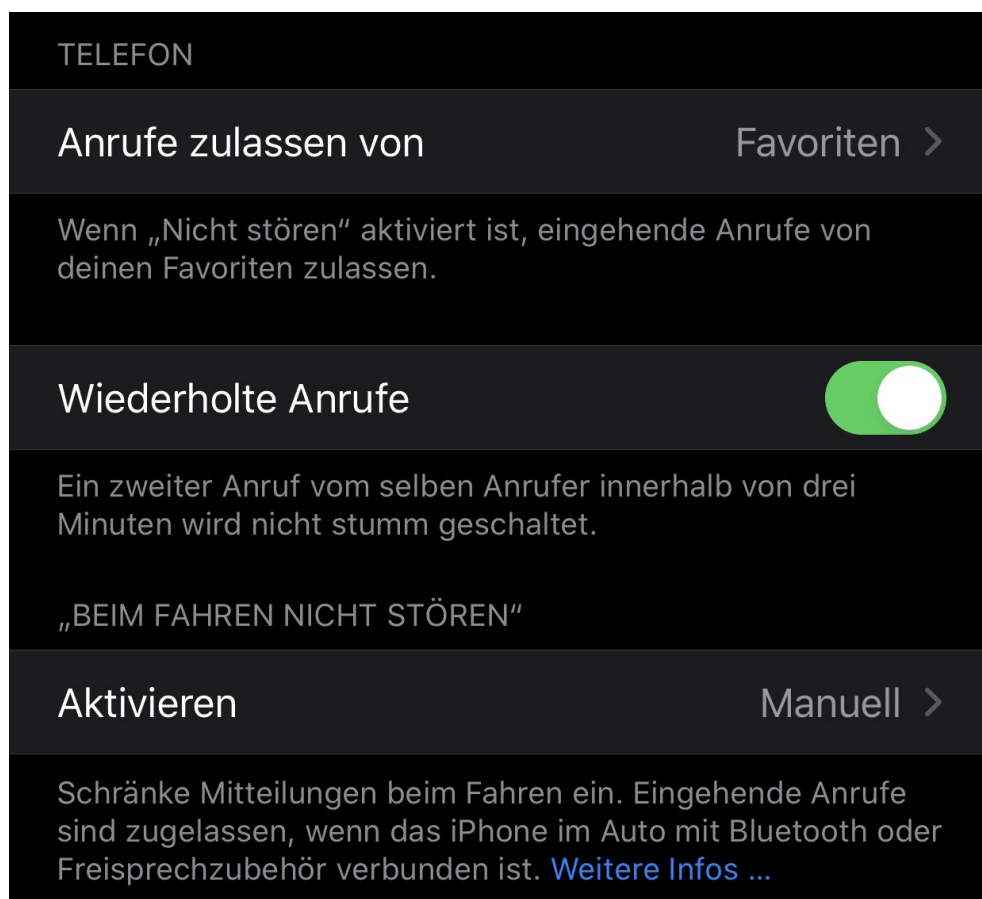 TELEFON
Anrufe zulassen von Favoriten
Wenn „Nicht stören“ aktiviert ist, eingehende Anrufe von
deinen Favoriten zulassen.
Wiederholte Anrufe
Ein zweiter Anruf vom selben Anrufer innerhalb von drei
Minuten wird nicht stumm geschaltet.
„BEIM FAHREN NICHT STÖREN“
Aktivieren Manuell
Schränke Mitteilungen beim Fahren ein. Eingehende Anrufe
sind zugelassen, wenn das iPhone im Auto mit Bluetooth oder
Freisprechzubehör verbunden ist. Weitere Infos ...